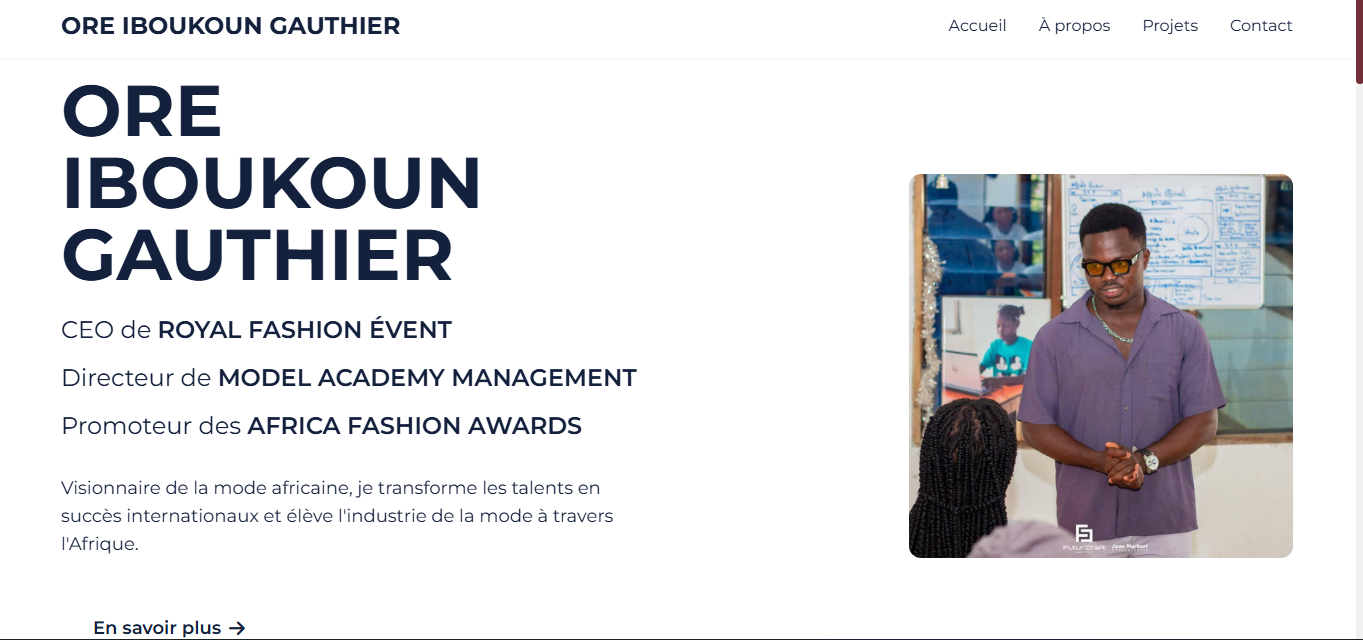 ORE IBOUKOUN GAUTHIER
Accueil
À propos
Projets
Contact
ORE
IBOUKOUN
GAUTHIER
CEO de ROYAL FASHION ÉVENT
Directeur de MODEL ACADEMY MANAGEMENT
Promoteur des AFRICA FASHION AWARDS
Visionnaire de la mode africaine, je transforme les talents en
succès internationaux et élève l'industrie de la mode à travers
l'Afrique.
En savoir plus →
Futur Craft